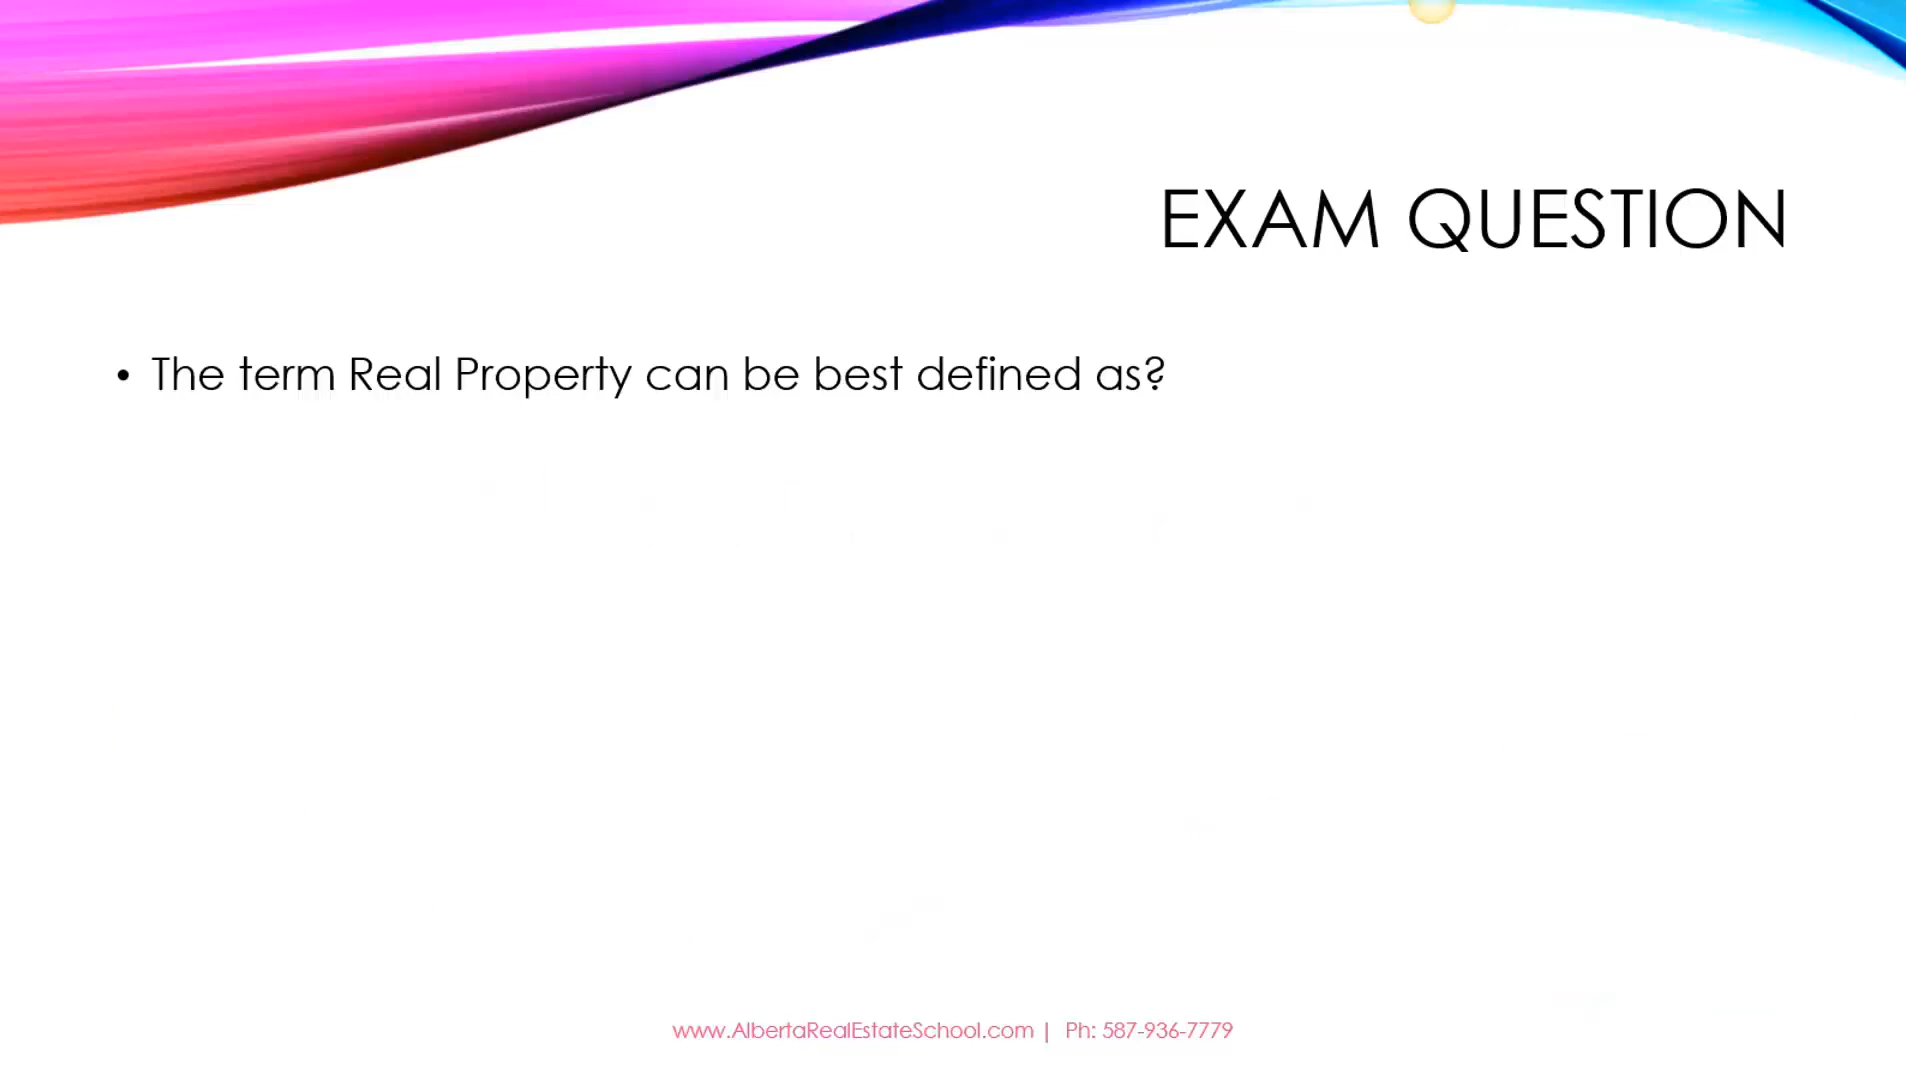 EXAM QUESTION
• The term Real Property can be best defined as?
www.AlbertaRealEstateSchool.com | Ph: 587-936-7779